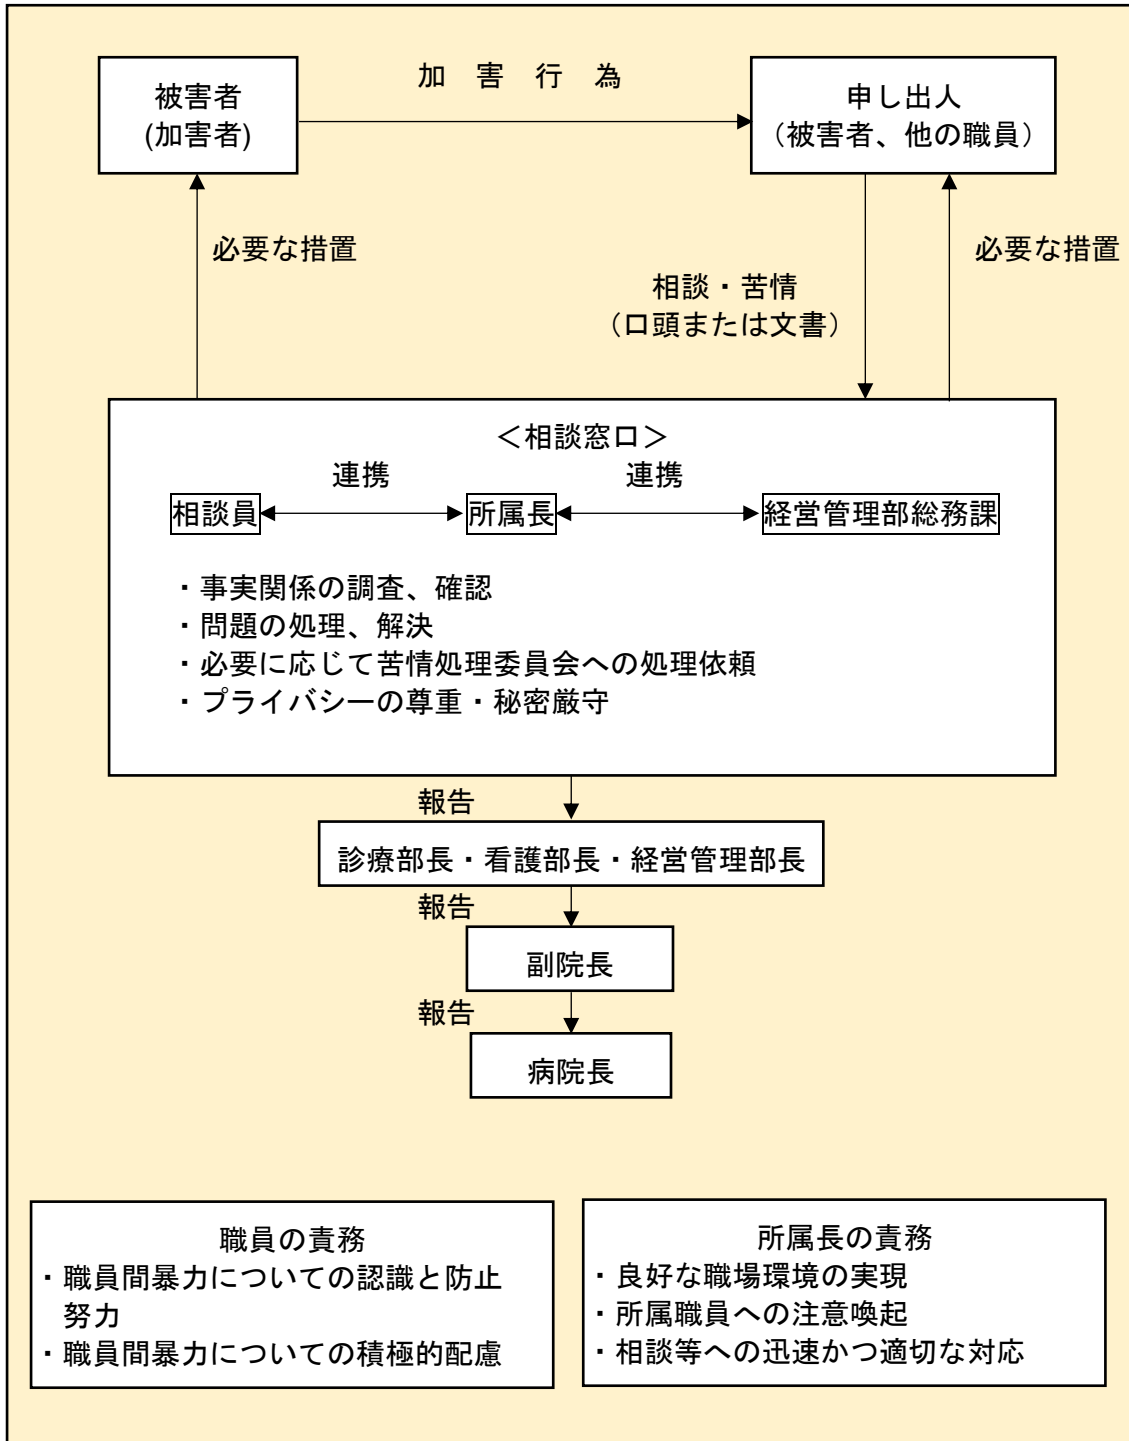 加 害 行 為
被害者
(加害者)
申し出人
（被害者、他の職員）
必要な措置
必要な措置
相談・苦情
（口頭または文書）
＜相談窓口＞
連携
連携
相談員
所属長
経営管理部総務課
・事実関係の調査、確認
・問題の処理、解決
・必要に応じて苦情処理委員会への処理依頼
・プライバシーの尊重・秘密厳守
報告
診療部長・看護部長・経営管理部長
報告
副院長
報告
病院長
職員の責務
・職員間暴力についての認識と防止
努力
・職員間暴力についての積極的配慮
所属長の責務
・良好な職場環境の実現
・所属職員への注意喚起
・相談等への迅速かつ適切な対応